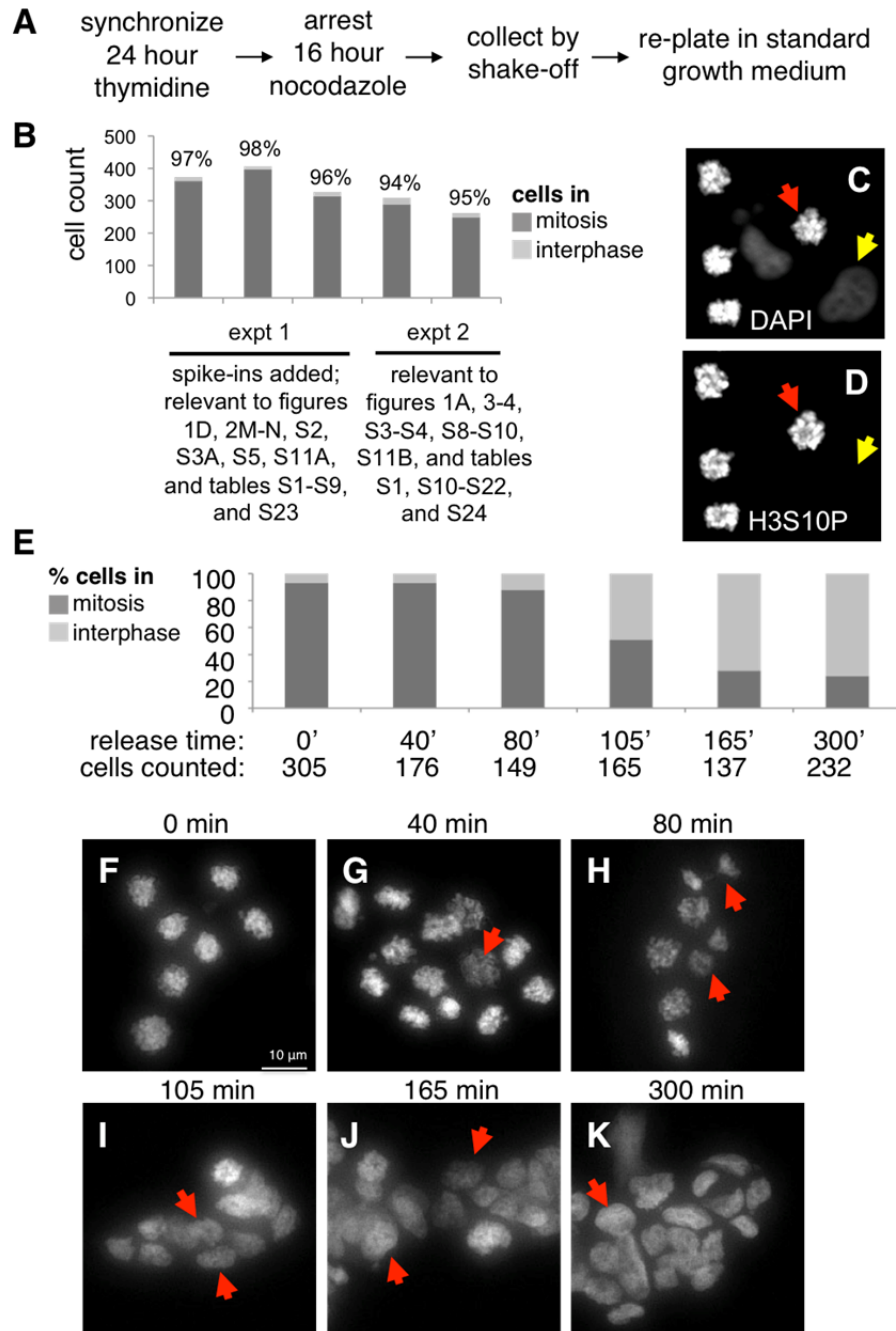 A
synchronize
24 hour
thymidine
arrest
16 hour
nocodazole
collect by
shake-off
re-plate in standard
growth medium
B
cell count
500
400
300
200
100
0
97%
98%
96%
94%
95%
cells in
mitosis
interphase
expt 1
spike-ins added;
relevant to figures
1D, 2M-N, S2,
S3A, S5, S11A,
and tables S1-S9,
and S23
expt 2
relevant to
figures 1A, 3-4,
S3-S4, S8-S10,
S11B, and tables
S1, S10-S22,
and S24
C
DAPI
D
H3S10P
E
% cells in
mitosis
interphase
100
80
60
40
20
0
release time: 0' 40' 80' 105' 165' 300'
cells counted: 305 176 149 165 137 232
0 min
40 min
80 min
F
G
H
10 µm
105 min
165 min
300 min
I
J
K